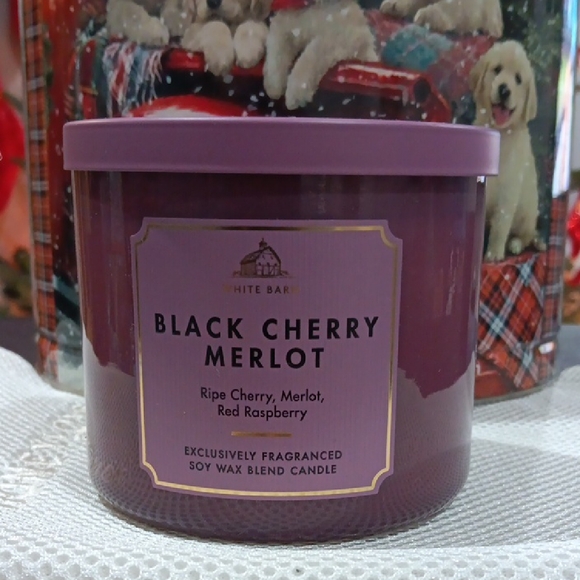 WHITE BARN
BLACK CHERRY
MERLOT
Ripe Cherry, Merlot,
Red Raspberry
EXCLUSIVELY FRAGRANCED
SOY WAX BLEND CANDLE